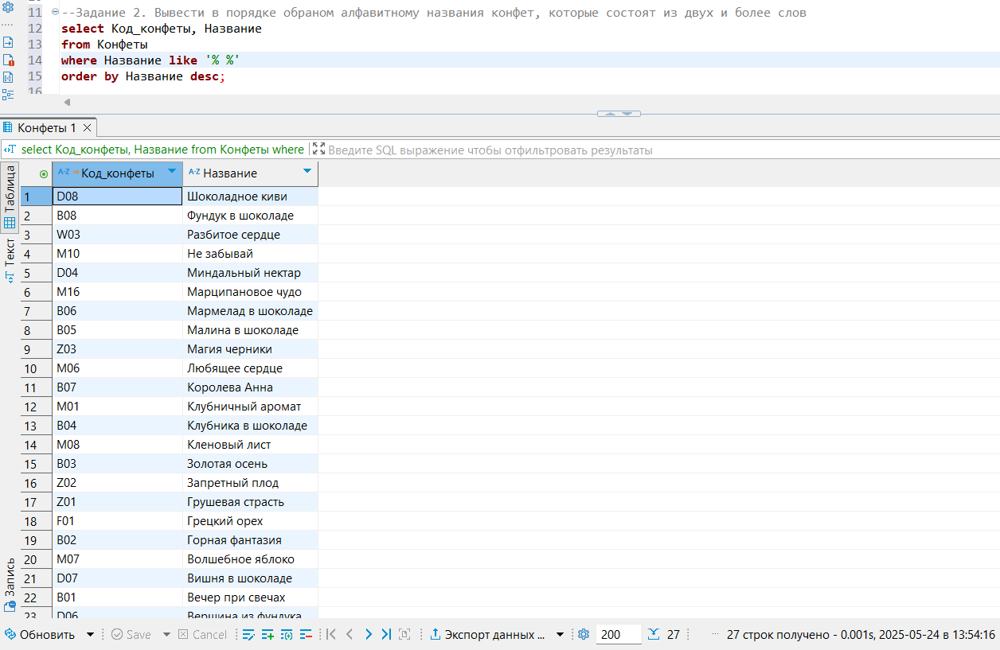 11 --Задание 2. Вывести в порядке обраном алфавитному названия конфет, которые состоят из двух и более слов
12 select Код_конфеты, Название
13 from Конфеты
14 where Название like '% %'
15 order by Название desc;
16
Конфеты 1
select Код_конфеты, Название from Конфеты where Введите SQL выражение чтобы отфильтровать результаты
Таблица
Текст
Запись
A-Z Код_конфеты A-Z Название
1 D08 Шоколадное киви
2 B08 Фундук в шоколаде
3 W03 Разбитое сердце
4 M10 Не забывай
5 D04 Миндальный нектар
6 M16 Марципановое чудо
7 B06 Мармелад в шоколаде
8 B05 Малина в шоколаде
9 Z03 Магия черники
10 M06 Любящее сердце
11 B07 Королева Анна
12 M01 Клубничный аромат
13 B04 Клубника в шоколаде
14 M08 Кленовый лист
15 B03 Золотая осень
16 Z02 Запретный плод
17 Z01 Грушевая страсть
18 F01 Грецкий орех
19 B02 Горная фантазия
20 M07 Волшебное яблоко
21 D07 Вишня в шоколаде
22 B01 Вечер при свечах
23 D06 Вершина из фундука
Обновить Save Cancel Экспорт данных ... 200 27 27 строк получено - 0.001s, 2025-05-24 в 13:54:16